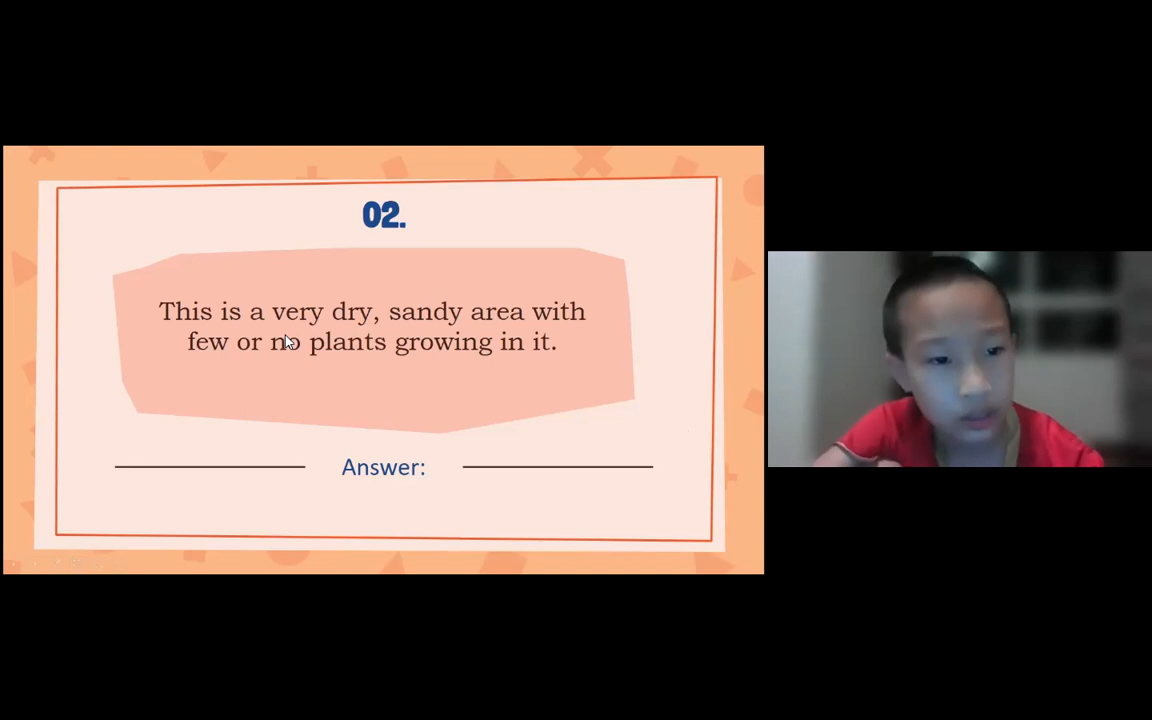 02.
This is a very dry, sandy area with
few or no plants growing in it.
Answer: